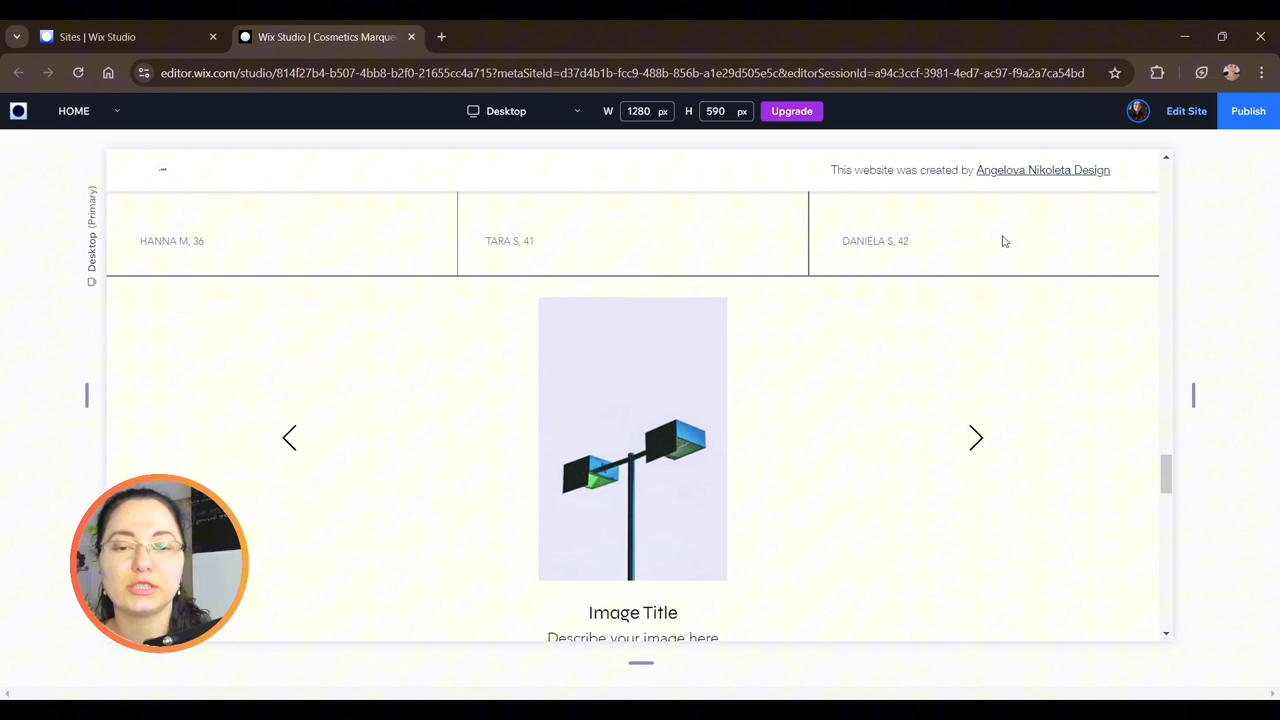 Sites | Wix Studio
Wix Studio | Cosmetics Marque
editor.wix.com/studio/814f27b4-b507-4bb8-b2f0-21655cc4a715?metaSiteId=d37d4b1b-fcc9-488b-856b-a1e29d505e5c&editorSessionId=a94c3ccf-3981-4ed7-ac97-f9a2a7ca54bd
HOME
Desktop
W 1280 px H 590 px
Upgrade
Edit Site
Publish
Desktop (Primary)
This website was created by Angelova Nikoleta Design
HANNA M, 36
TARA S, 41
DANIELA S, 42
Image Title
Describe your image here